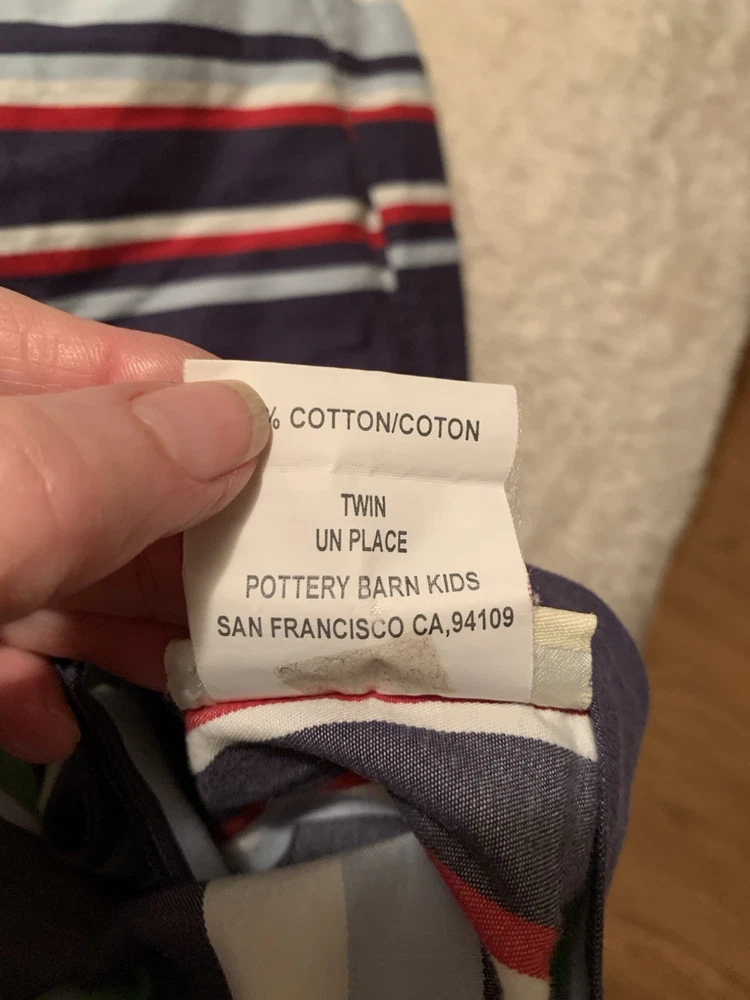 % COTTON/COTON
TWIN
UN PLACE
POTTERY BARN KIDS
SAN FRANCISCO CA,94109